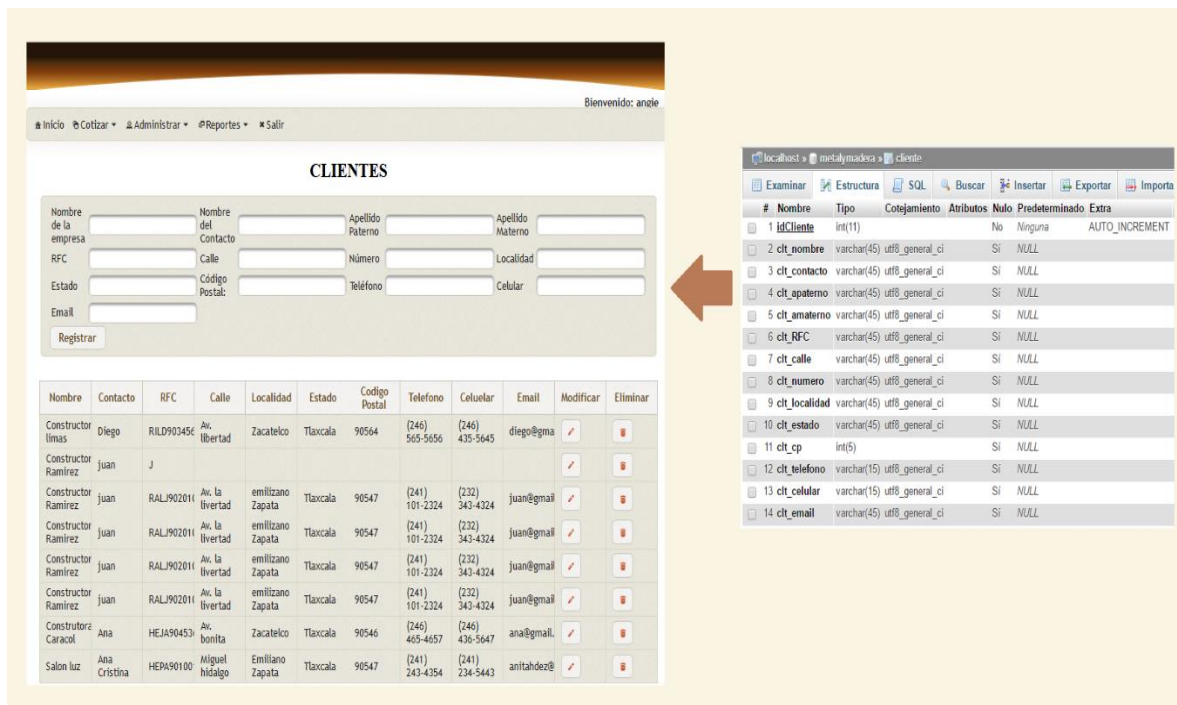 Bienvenido: angie
Inicio Cotizar Administrar Reportes Salir
CLIENTES
Nombre de la empresa Nombre del Contacto Apellido Paterno Apellido Materno
RFC Calle Número Localidad
Estado Código Postal: Teléfono Celular
Email
Registrar
Nombre Contacto RFC Calle Localidad Estado Codigo Postal Telefono Celuelar Email Modificar Eliminar
Constructor limas Diego RILD903456 Av. libertad Zacatelco Tlaxcala 90564 (246) 565-5656 (246) 435-5645 diego@gma
Constructor Ramirez juan J
Constructor Ramirez juan RALJ902010 Av. la livertad emilizano Zapata Tlaxcala 90547 (241) 101-2324 (232) 343-4324 juan@gmail
Constructor Ramirez juan RALJ902010 Av. la livertad emilizano Zapata Tlaxcala 90547 (241) 101-2324 (232) 343-4324 juan@gmail
Constructor Ramirez juan RALJ902010 Av. la livertad emilizano Zapata Tlaxcala 90547 (241) 101-2324 (232) 343-4324 juan@gmail
Constructor Ramirez juan RALJ902010 Av. la livertad emilizano Zapata Tlaxcala 90547 (241) 101-2324 (232) 343-4324 juan@gmail
Construtora Caracol Ana HEJA90453 Av. bonita Zacatelco Tlaxcala 90546 (246) 465-4657 (246) 436-5647 ana@gmail.
Salon luz Ana Cristina HEPA90100 Miguel hidalgo Emiliano Zapata Tlaxcala 90547 (241) 243-4354 (241) 234-5443 anitahdez@
localhost » metalymadera » cliente
Examinar Estructura SQL Buscar Insertar Exportar Importa
# Nombre Tipo Cotejamiento Atributos Nulo Predeterminado Extra
1 idCliente int(11) No Ninguna AUTO_INCREMENT
2 clt_nombre varchar(45) utf8_general_ci Sí NULL
3 clt_contacto varchar(45) utf8_general_ci Sí NULL
4 clt_apaterno varchar(45) utf8_general_ci Sí NULL
5 clt_amaterno varchar(45) utf8_general_ci Sí NULL
6 clt_RFC varchar(45) utf8_general_ci Sí NULL
7 clt_calle varchar(45) utf8_general_ci Sí NULL
8 clt_numero varchar(45) utf8_general_ci Sí NULL
9 clt_localidad varchar(45) utf8_general_ci Sí NULL
10 clt_estado varchar(45) utf8_general_ci Sí NULL
11 clt_cp int(5) Sí NULL
12 clt_telefono varchar(15) utf8_general_ci Sí NULL
13 clt_celular varchar(15) utf8_general_ci Sí NULL
14 clt_email varchar(45) utf8_general_ci Sí NULL